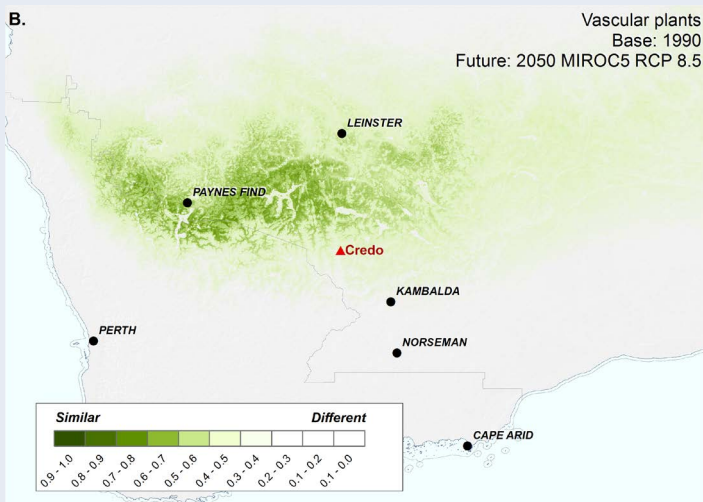 B.
Vascular plants
Base: 1990
Future: 2050 MIROC5 RCP 8.5
LEINSTER
PAYNES FIND
Credo
KAMBALDA
PERTH
NORSEMAN
CAPE ARID
Similar Different
0.9 - 1.0
0.8 - 0.9
0.7 - 0.8
0.6 - 0.7
0.5 - 0.6
0.4 - 0.5
0.3 - 0.4
0.2 - 0.3
0.1 - 0.2
0.1 - 0.0